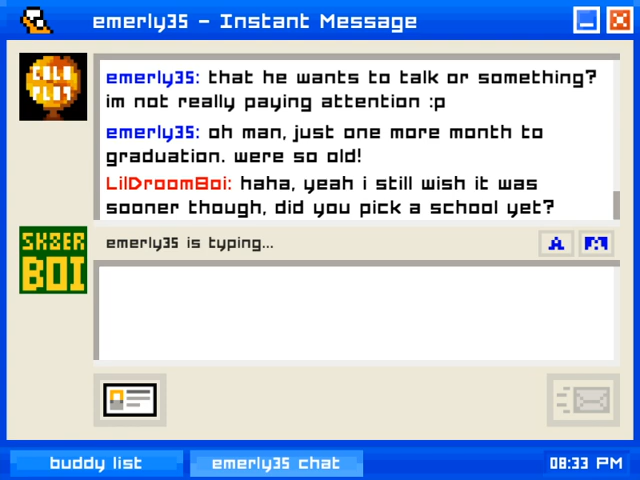 emerly35 - Instant Message
COLD
PLAY
emerly35: that he wants to talk or something?
im not really paying attention :p
emerly35: oh man, just one more month to
graduation. were so old!
LilDroomBoi: haha, yeah i still wish it was
sooner though, did you pick a school yet?
SK8ER
BOI
emerly35 is typing...
A
buddy list
emerly35 chat
08:33 PM